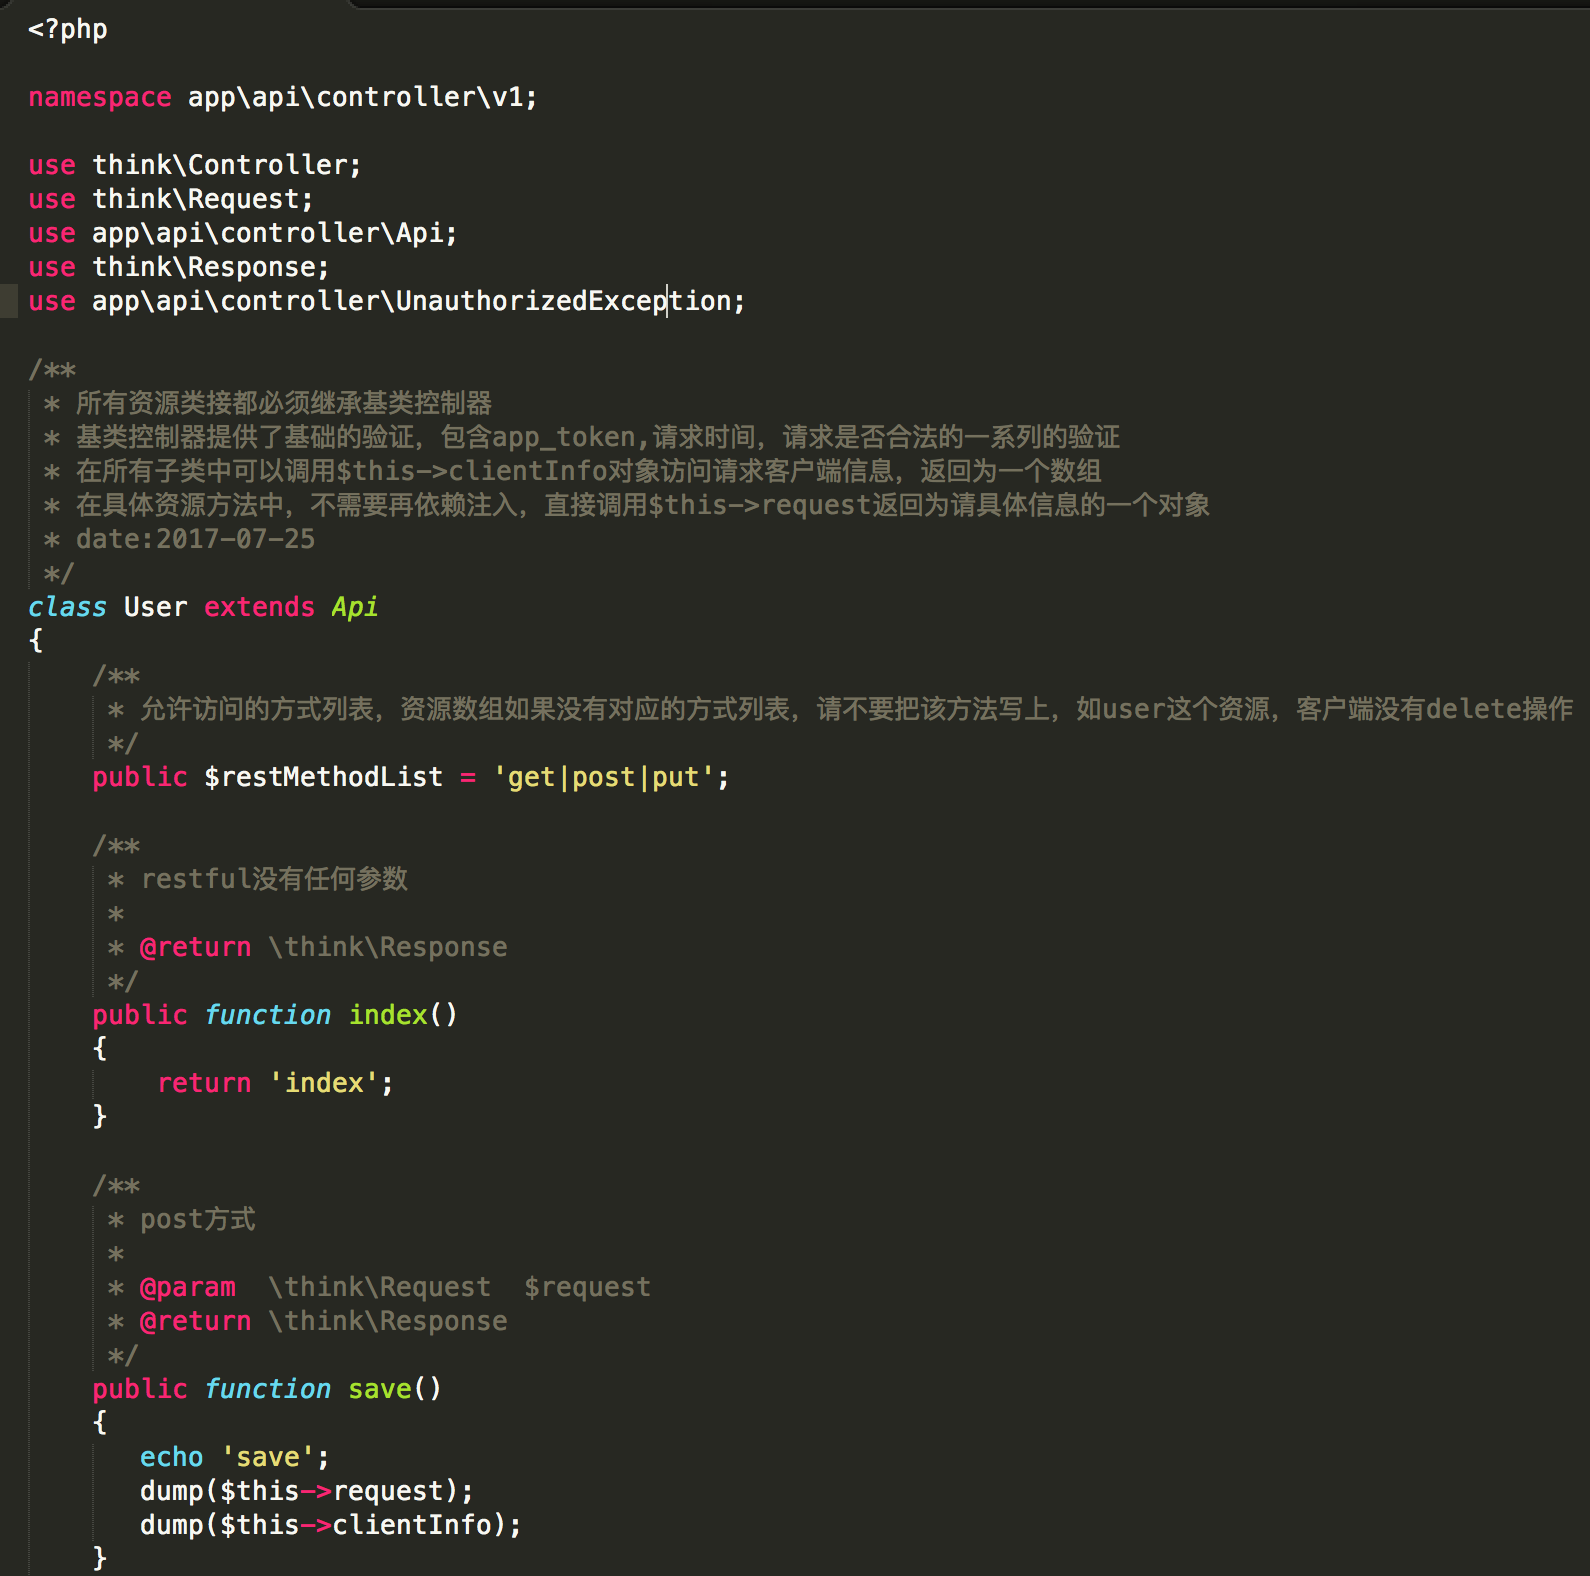 <?php
namespace app\api\controller\v1;
use think\Controller;
use think\Request;
use app\api\controller\Api;
use think\Response;
use app\api\controller\UnauthorizedException;
/**
* 所有资源类接都必须继承基类控制器
* 基类控制器提供了基础的验证，包含app_token,请求时间，请求是否合法的一系列的验证
* 在所有子类中可以调用$this->clientInfo对象访问请求客户端信息，返回为一个数组
* 在具体资源方法中，不需要再依赖注入，直接调用$this->request返回为请具体信息的一个对象
* date:2017-07-25
*/
class User extends Api
{
/**
* 允许访问的方式列表，资源数组如果没有对应的方式列表，请不要把该方法写上，如user这个资源，客户端没有delete操作
*/
public $restMethodList = 'get|post|put';
/**
* restful没有任何参数
*
* @return \think\Response
*/
public function index()
{
return 'index';
}
/**
* post方式
*
* @param  \think\Request  $request
* @return \think\Response
*/
public function save()
{
echo 'save';
dump($this->request);
dump($this->clientInfo);
}